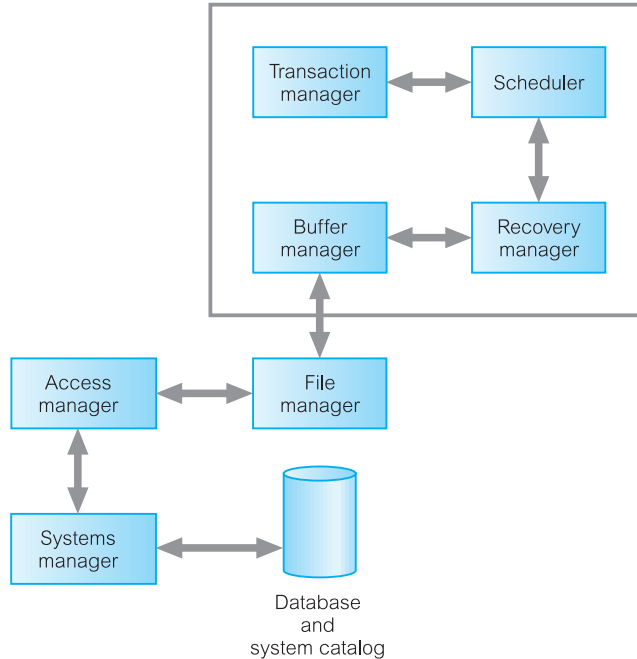 Transaction
manager
Scheduler
Buffer
manager
Recovery
manager
Access
manager
File
manager
Systems
manager
Database
and
system catalog